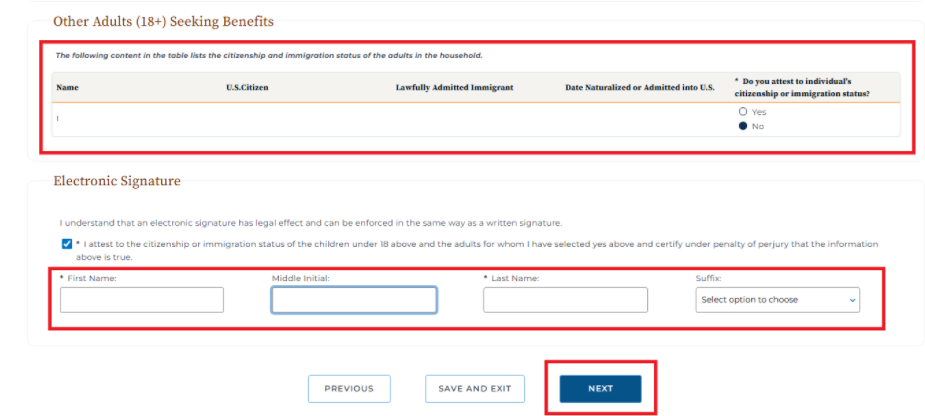 Other Adults (18+) Seeking Benefits
The following content in the table lists the citizenship and immigration status of the adults in the household.
Name U.S.Citizen Lawfully Admitted Immigrant Date Naturalized or Admitted into U.S. * Do you attest to individual's
citizenship or immigration status?
Yes
No
Electronic Signature
I understand that an electronic signature has legal effect and can be enforced in the same way as a written signature.
* I attest to the citizenship or immigration status of the children under 18 above and the adults for whom I have selected yes above and certify under penalty of perjury that the information
above is true.
* First Name: Middle Initial: * Last Name: Suffix:
Select option to choose
PREVIOUS SAVE AND EXIT NEXT